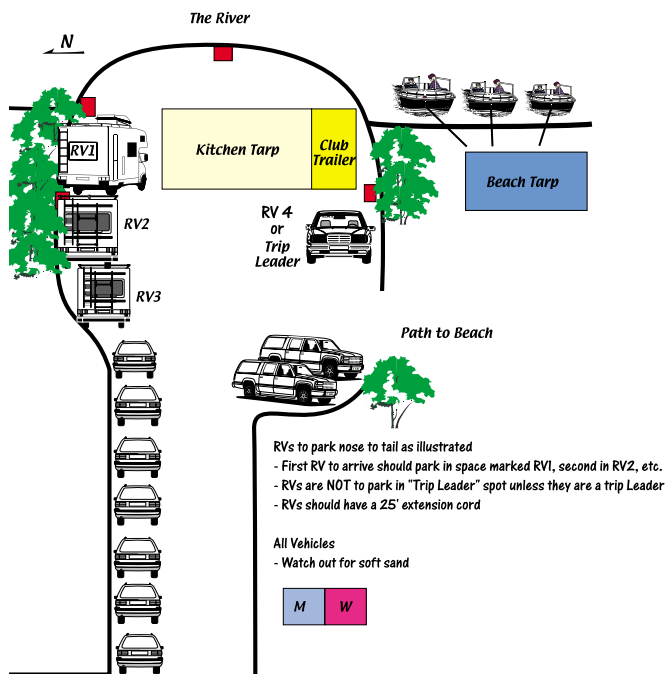 The River
N
RV1
Kitchen Tarp
Club
Trailer
Beach Tarp
RV2
RV 4
or
Trip
Leader
RV3
Path to Beach
RVs to park nose to tail as illustrated
- First RV to arrive should park in space marked RV1, second in RV2, etc.
- RVs are NOT to park in "Trip Leader" spot unless they are a trip Leader
- RVs should have a 25' extension cord
All Vehicles
- Watch out for soft sand
M
W